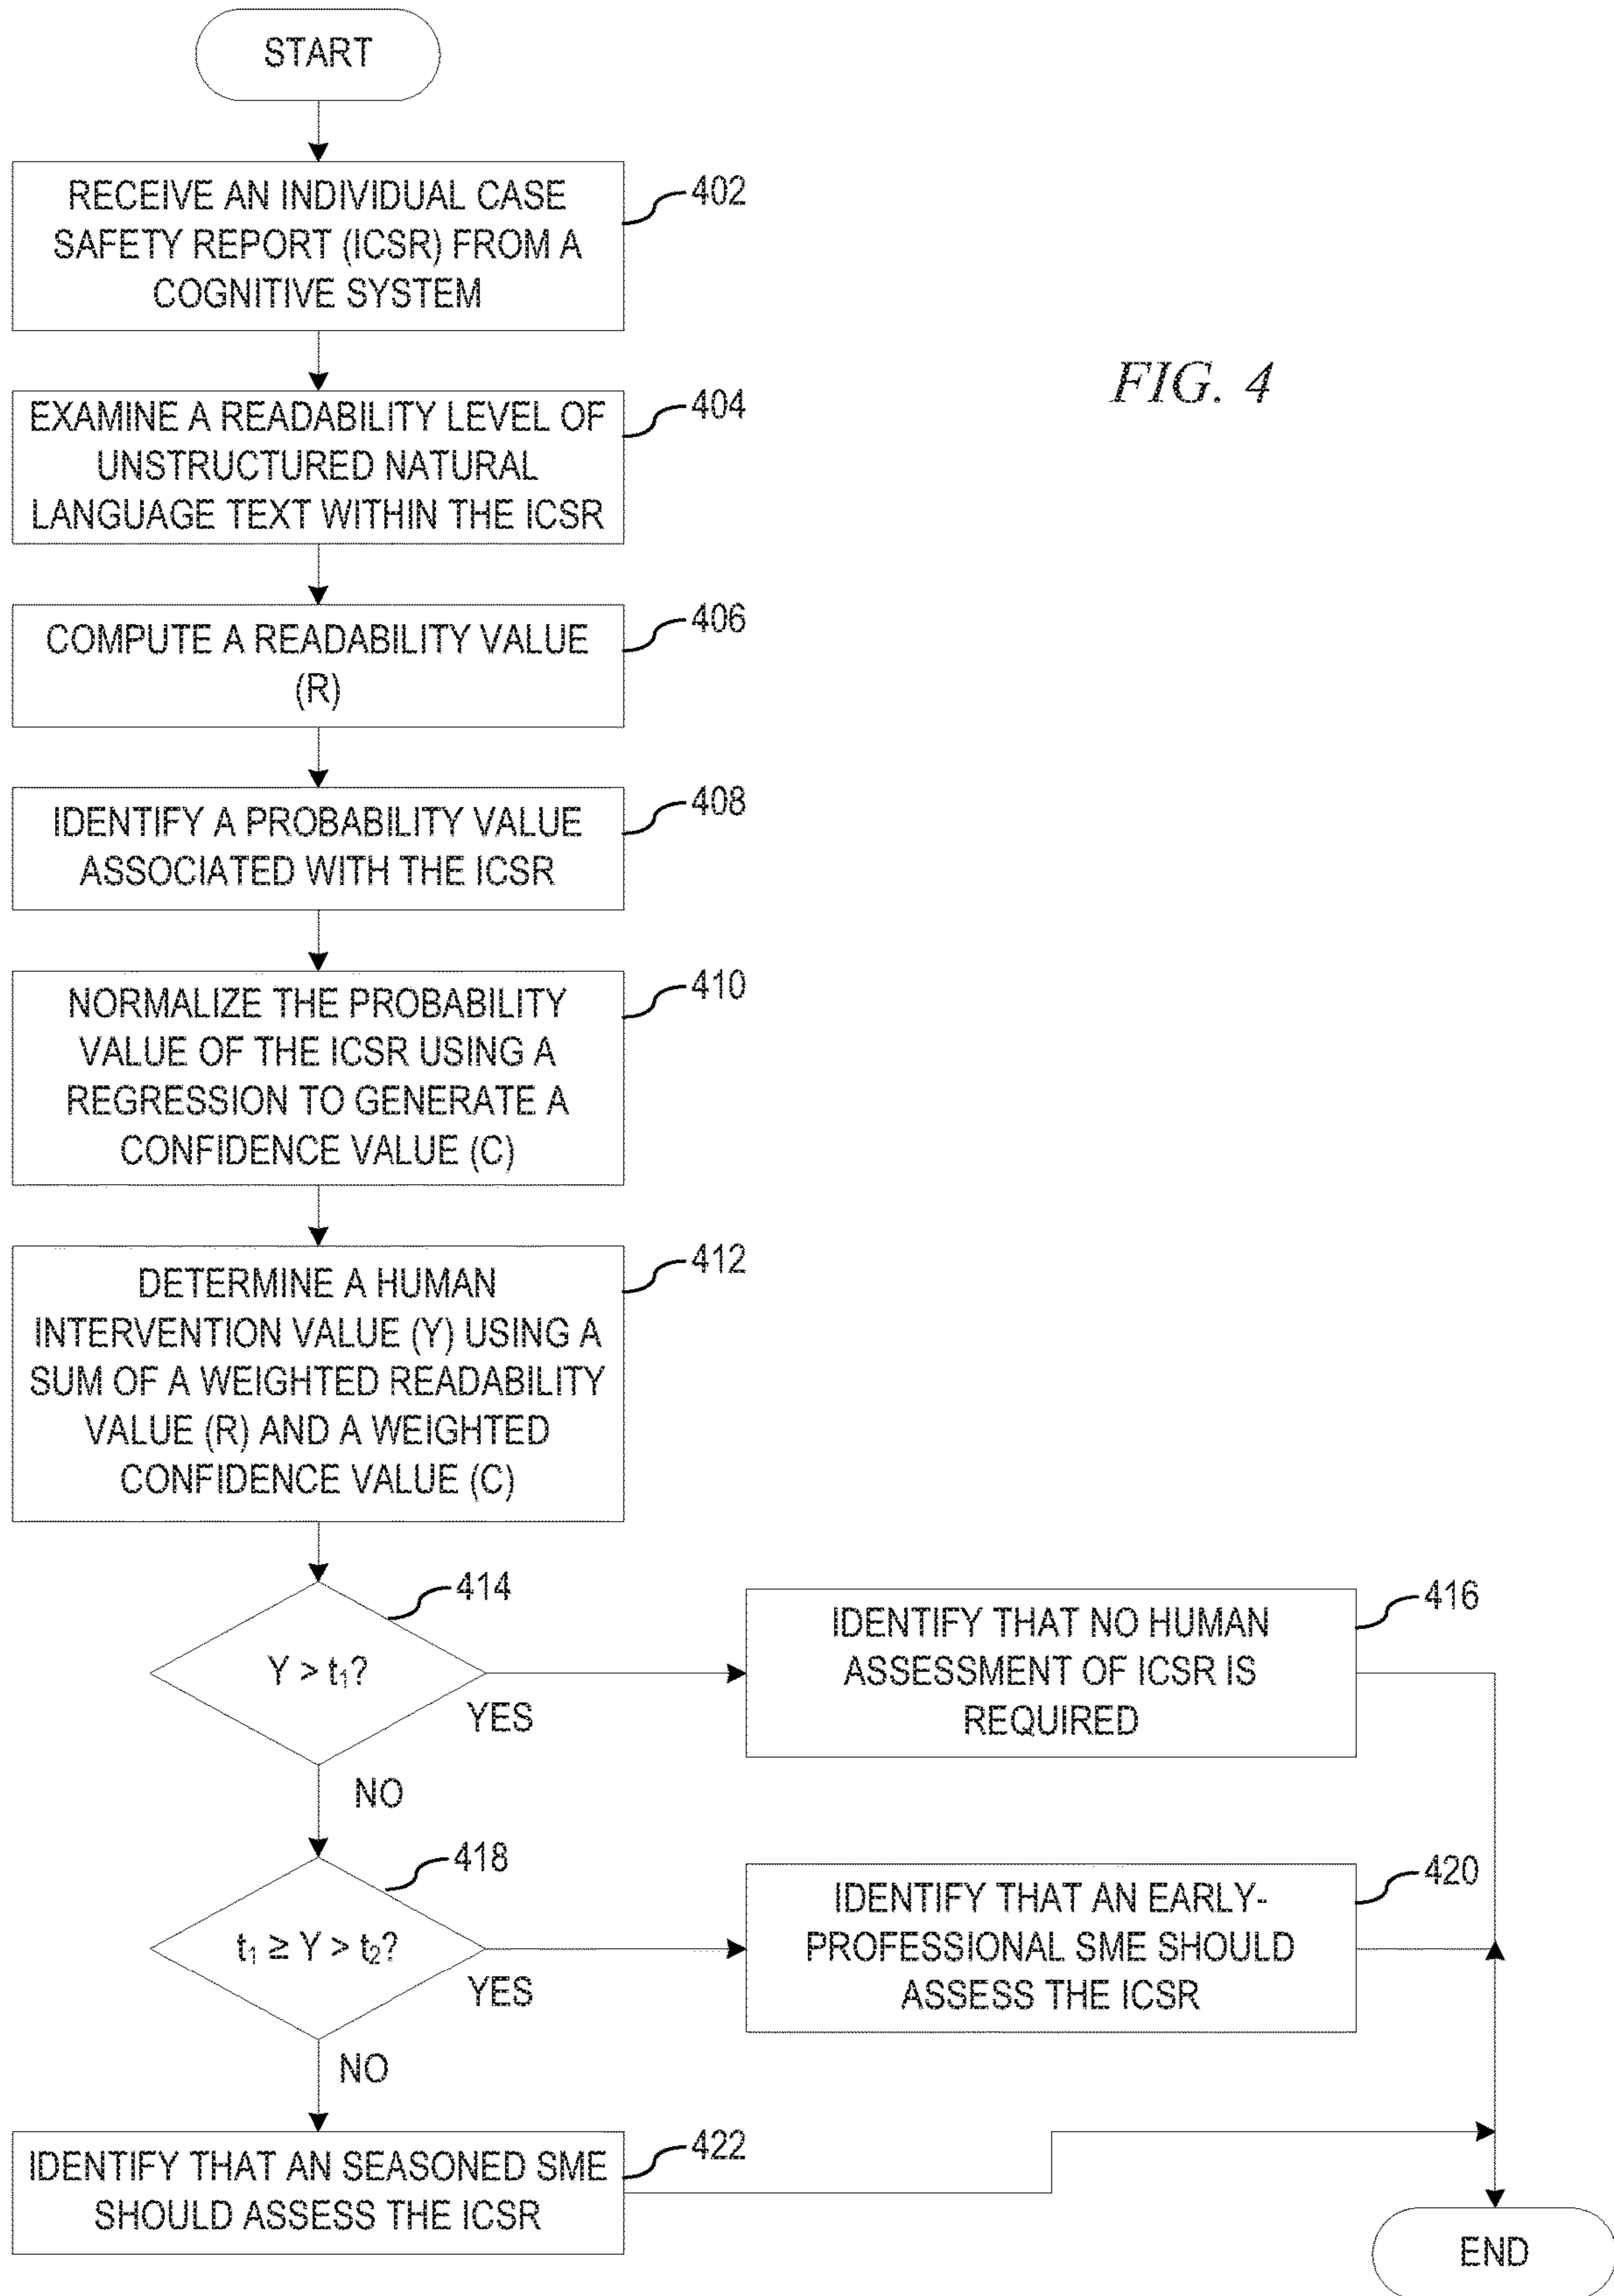 START
RECEIVE AN INDIVIDUAL CASE
SAFETY REPORT (ICSR) FROM A
COGNITIVE SYSTEM
402
FIG. 4
EXAMINE A READABILITY LEVEL OF
UNSTRUCTURED NATURAL
LANGUAGE TEXT WITHIN THE ICSR
404
COMPUTE A READABILITY VALUE
(R)
406
IDENTIFY A PROBABILITY VALUE
ASSOCIATED WITH THE ICSR
408
NORMALIZE THE PROBABILITY
VALUE OF THE ICSR USING A
REGRESSION TO GENERATE A
CONFIDENCE VALUE (C)
410
DETERMINE A HUMAN
INTERVENTION VALUE (Y) USING A
SUM OF A WEIGHTED READABILITY
VALUE (R) AND A WEIGHTED
CONFIDENCE VALUE (C)
412
Y > t₁?
414
YES
NO
IDENTIFY THAT NO HUMAN
ASSESSMENT OF ICSR IS
REQUIRED
416
t₁ ≥ Y > t₂?
418
YES
NO
IDENTIFY THAT AN EARLY-
PROFESSIONAL SME SHOULD
ASSESS THE ICSR
420
IDENTIFY THAT AN SEASONED SME
SHOULD ASSESS THE ICSR
422
END